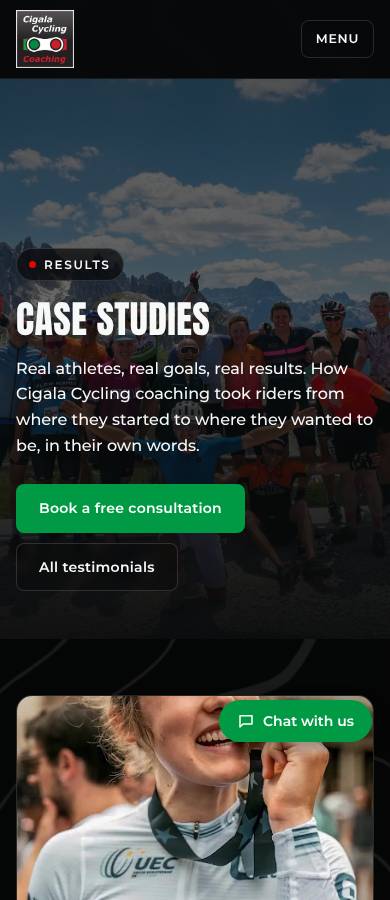 Cigala
Cycling
Coaching
MENU
RESULTS
CASE STUDIES
Real athletes, real goals, real results. How
Cigala Cycling coaching took riders from
where they started to where they wanted to
be, in their own words.
Book a free consultation
All testimonials
Chat with us
UEC